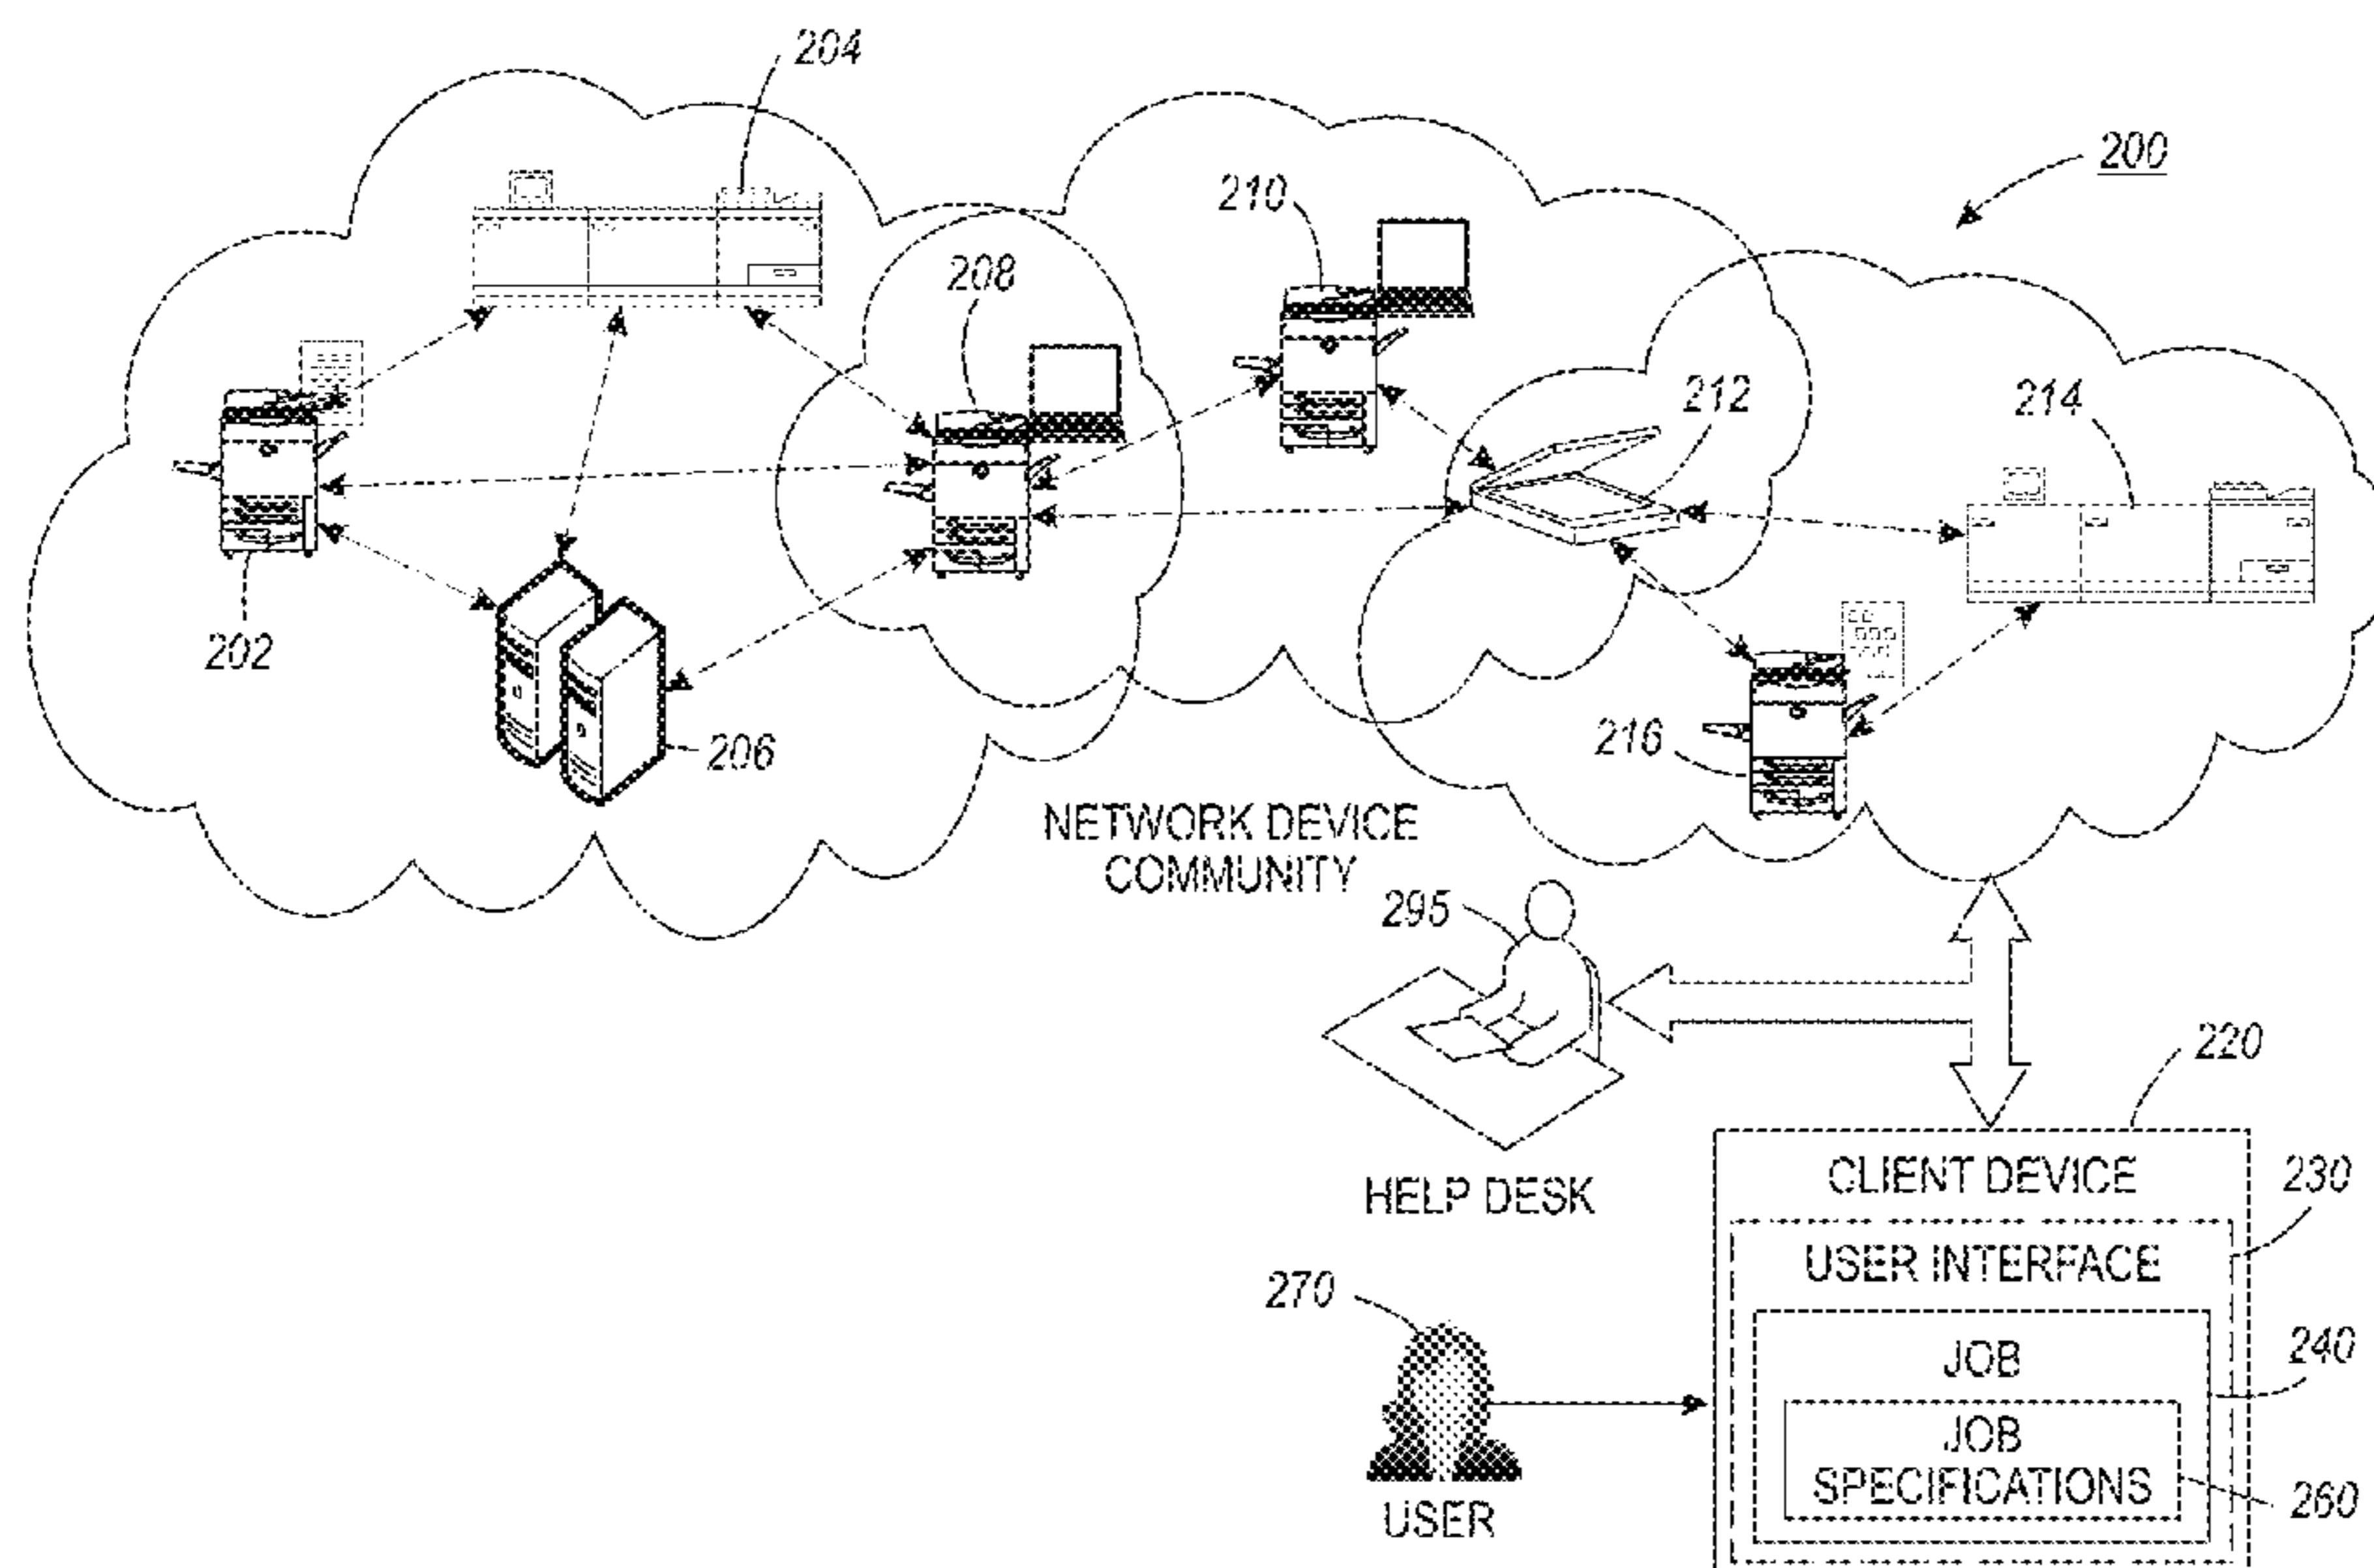 204
200
210
208
212
214
202
206
216
NETWORK DEVICE
COMMUNITY
295
220
CLIENT DEVICE
230
HELP DESK
USER INTERFACE
270
JOB
240
JOB
SPECIFICATIONS
260
USER